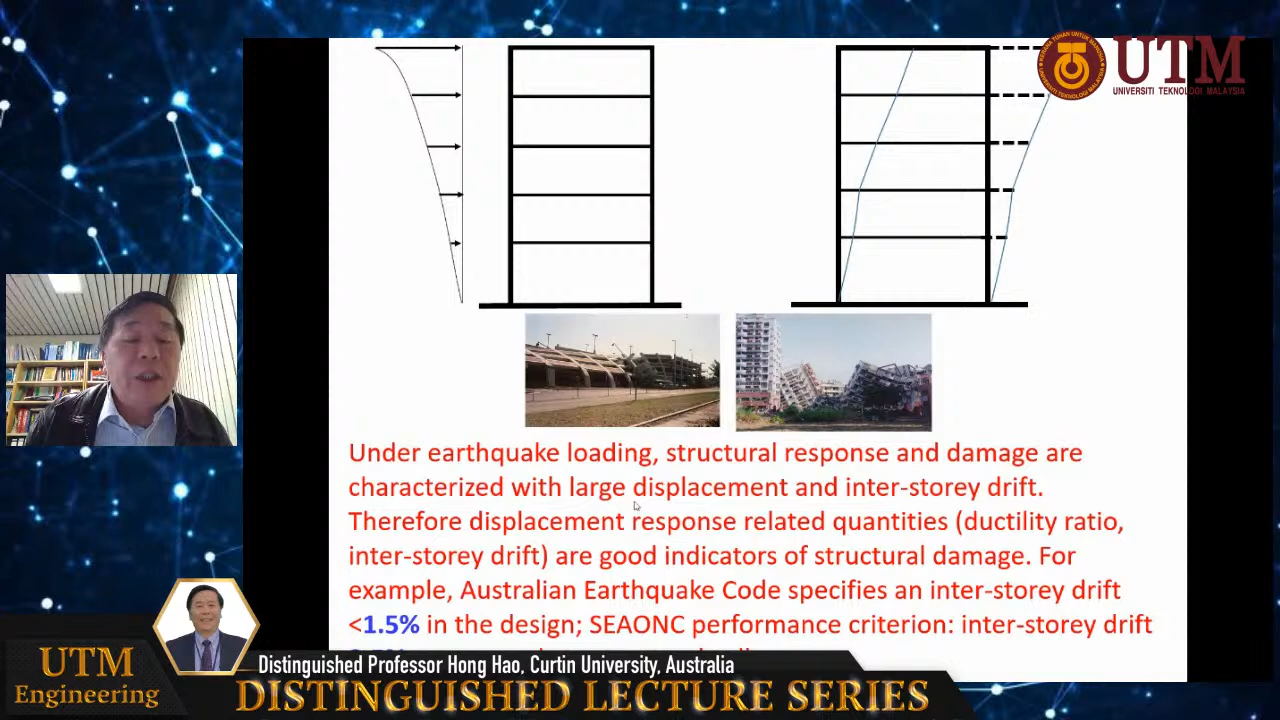 UTM
UNIVERSITI TEKNOLOGI MALAYSIA
Under earthquake loading, structural response and damage are
characterized with large displacement and inter-storey drift.
Therefore displacement response related quantities (ductility ratio,
inter-storey drift) are good indicators of structural damage. For
example, Australian Earthquake Code specifies an inter-storey drift
<1.5% in the design; SEAONC performance criterion: inter-storey drift
UTM
Engineering
Distinguished Professor Hong Hao, Curtin University, Australia
DISTINGUISHED LECTURE SERIES